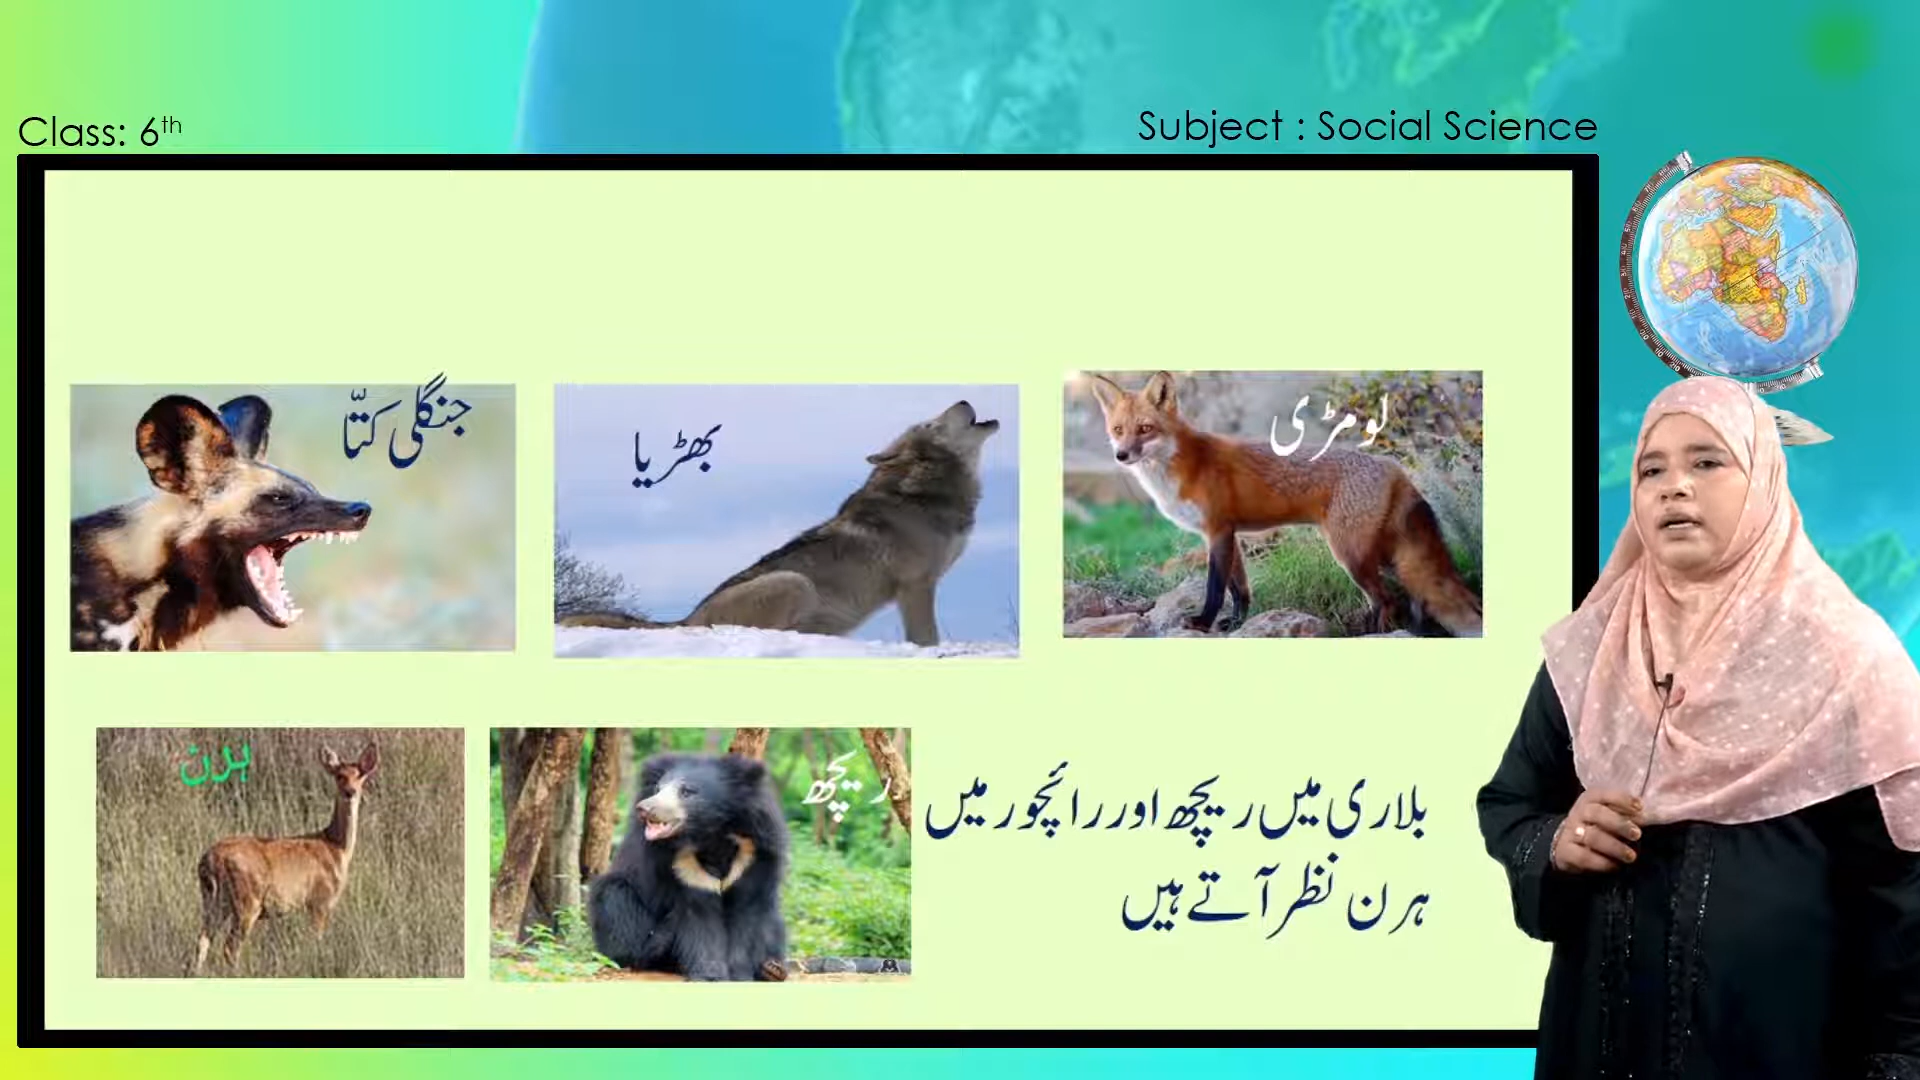 Class: 6th
Subject : Social Science
جنگلی کتّا
بھڑیا
لومڑی
ہرن
ریچھ
بلاری میں ریچھ اور رائچور میں
ہرن نظر آتے ہیں